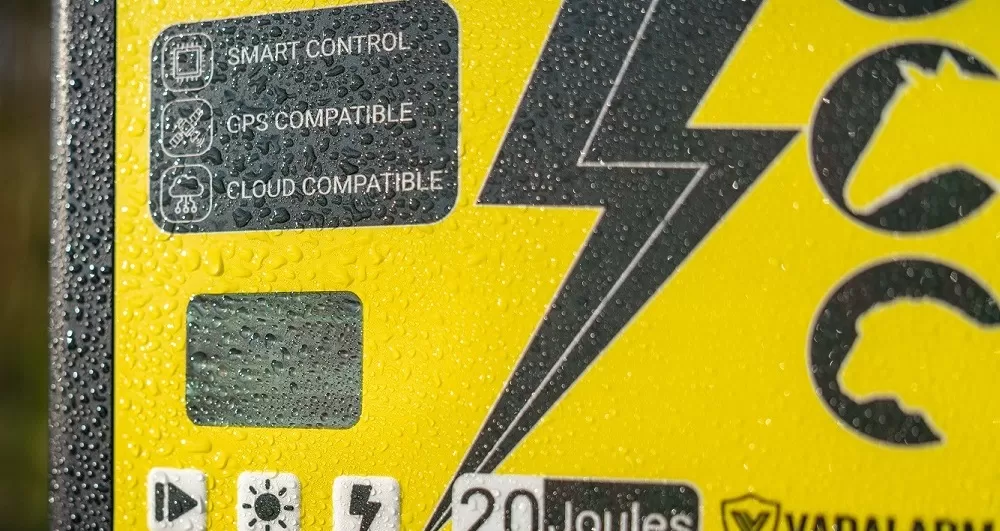 SMART CONTROL
GPS COMPATIBLE
CLOUD COMPATIBLE
20 Joules